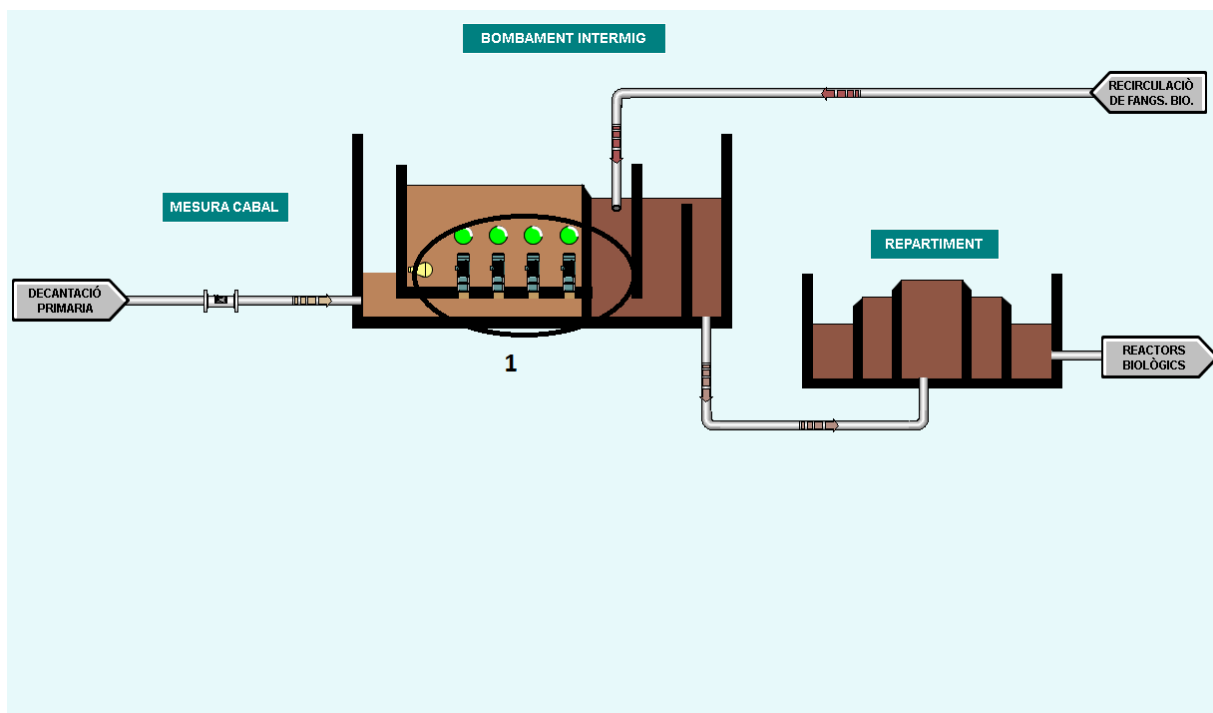 BOMBAMENT INTERMIG
RECIRCULACIÒ
DE FANGS. BIO.
MESURA CABAL
REPARTIMENT
DECANTACIÓ
PRIMARIA
1
REACTORS
BIOLÒGICS